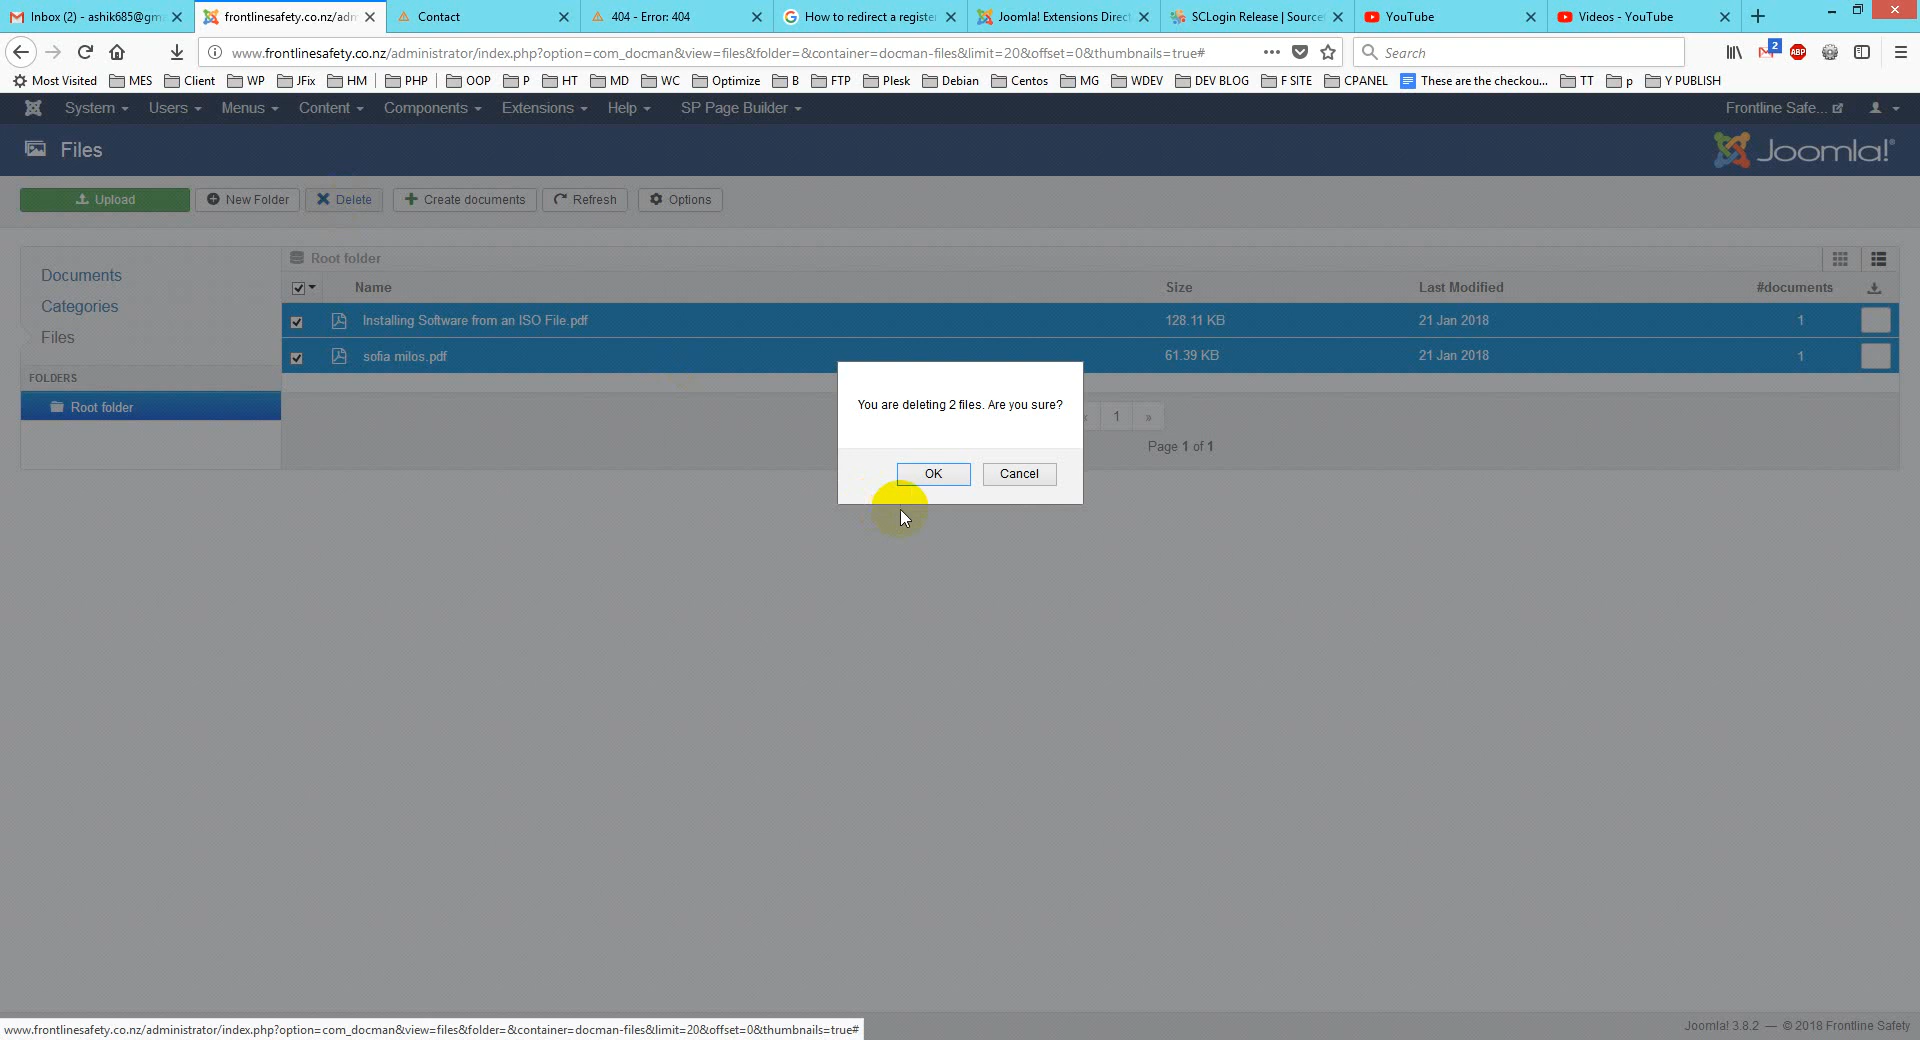 Inbox (2) - ashik685@gm
frontlinesafety.co.nz/adm
Contact
404 - Error: 404
How to redirect a registe
Joomla! Extensions Direct
SCLogin Release | Source
YouTube
Videos - YouTube
www.frontlinesafety.co.nz/administrator/index.php?option=com_docman&view=files&folder=&container=docman-files&limit=20&offset=0&thumbnails=true#
Search
2
ABP
Most Visited MES Client WP JFix HM PHP OOP P HT MD WC Optimize B FTP Plesk Debian Centos MG WDEV DEV BLOG F SITE CPANEL These are the checkou... TT p Y PUBLISH
System Users Menus Content Components Extensions Help SP Page Builder Frontline Safe...
Files
Joomla!®
Upload New Folder Delete Create documents Refresh Options
Documents
Categories
Files
FOLDERS
Root folder
Root folder
Name Size Last Modified #documents
Installing Software from an ISO File.pdf 128.11 KB 21 Jan 2018 1
sofia milos.pdf 61.39 KB 21 Jan 2018 1
1 »
Page 1 of 1
You are deleting 2 files. Are you sure?
OK Cancel
www.frontlinesafety.co.nz/administrator/index.php?option=com_docman&view=files&folder=&container=docman-files&limit=20&offset=0&thumbnails=true#
Joomla! 3.8.2 — © 2018 Frontline Safety